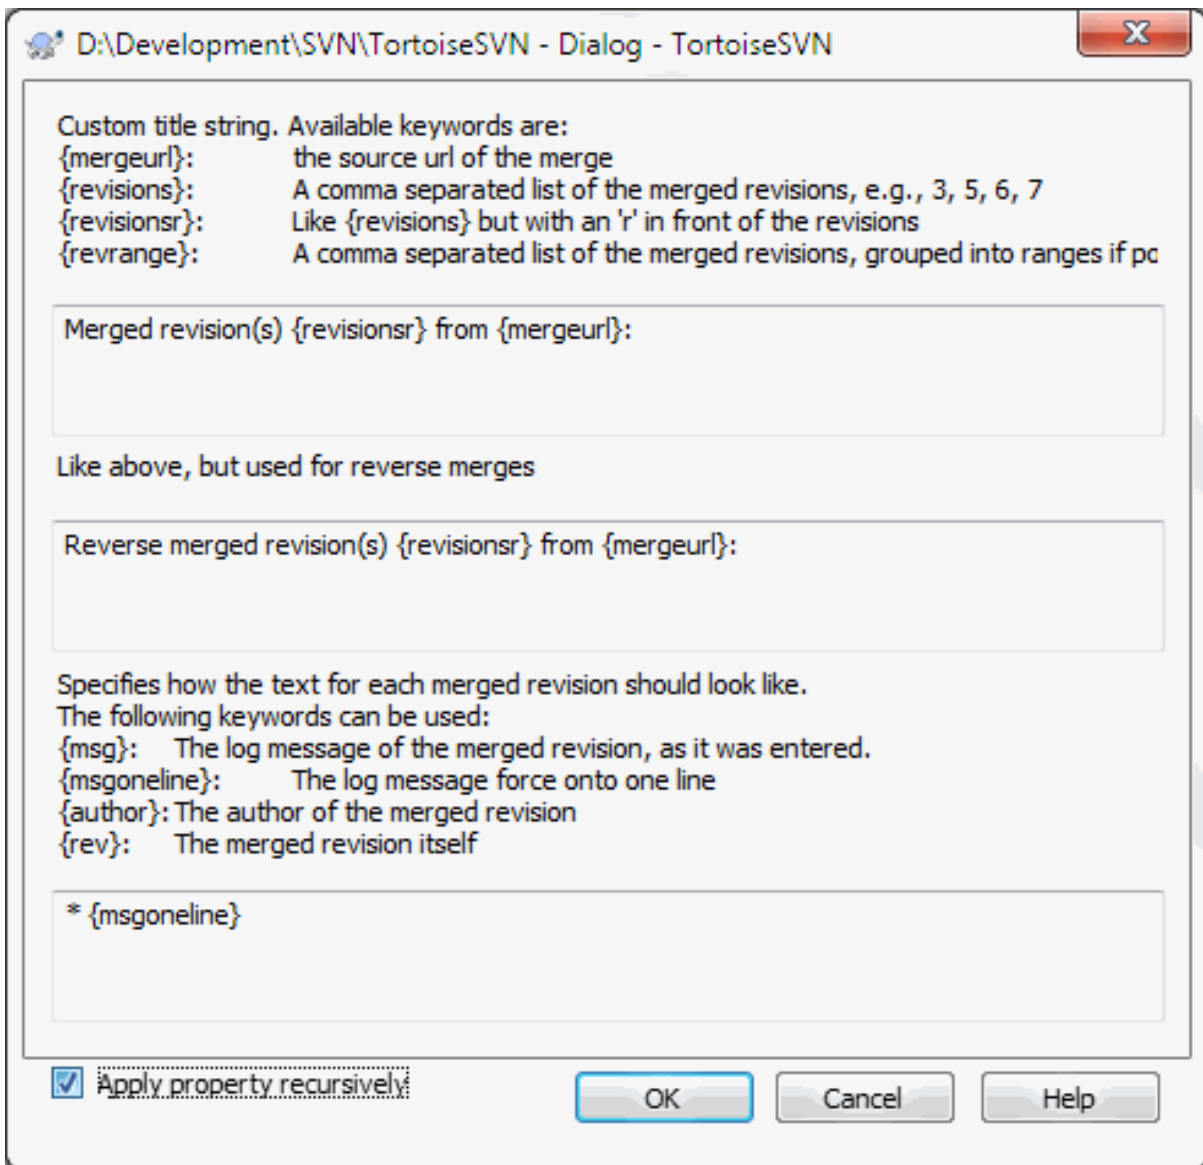 D:\Development\SVN\TortoiseSVN - Dialog - TortoiseSVN
Custom title string. Available keywords are:
{mergeurl}: the source url of the merge
{revisions}: A comma separated list of the merged revisions, e.g., 3, 5, 6, 7
{revisionsr}: Like {revisions} but with an 'r' in front of the revisions
{revrange}: A comma separated list of the merged revisions, grouped into ranges if po
Merged revision(s) {revisionsr} from {mergeurl}:
Like above, but used for reverse merges
Reverse merged revision(s) {revisionsr} from {mergeurl}:
Specifies how the text for each merged revision should look like.
The following keywords can be used:
{msg}: The log message of the merged revision, as it was entered.
{msgoneline}: The log message force onto one line
{author}: The author of the merged revision
{rev}: The merged revision itself
* {msgoneline}
Apply property recursively OK Cancel Help